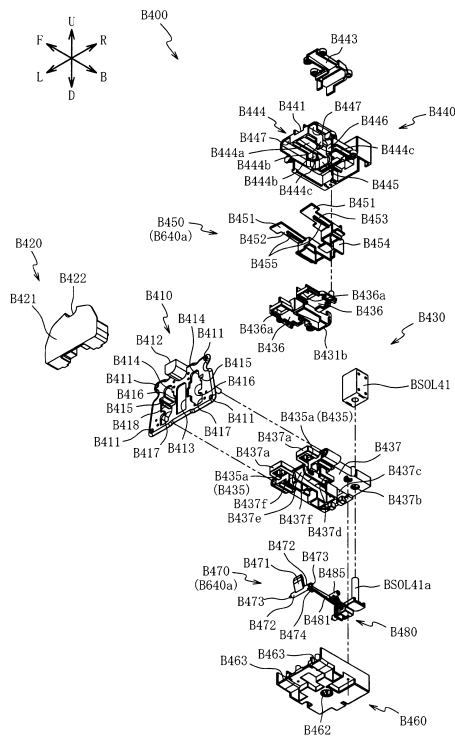 B400
U
F
R
L
B
D
B443
B447
B441
B444
B446
B440
B447
B444a
B444c
B444b
B444b
B444c
B445
B451
B453
B451
B450
(B640a)
B452
B454
B455
B420
B422
B421
B410
B436a
B436
B436a
B430
B436
B431b
B414
B412
B411
B414
B415
B411
B416
BSOL41
B416
B415
B411
B435a(B435)
B418
B417
B437a
B437
B411
B413
B417
B437a
B435a
(B435)
B437c
B437f
B437b
B437e
B437f
B437d
B472
B473
B471
B485
B470
(B640a)
BSOL41a
B473
B481
B472
B474
B480
B463
B463
B462
B460